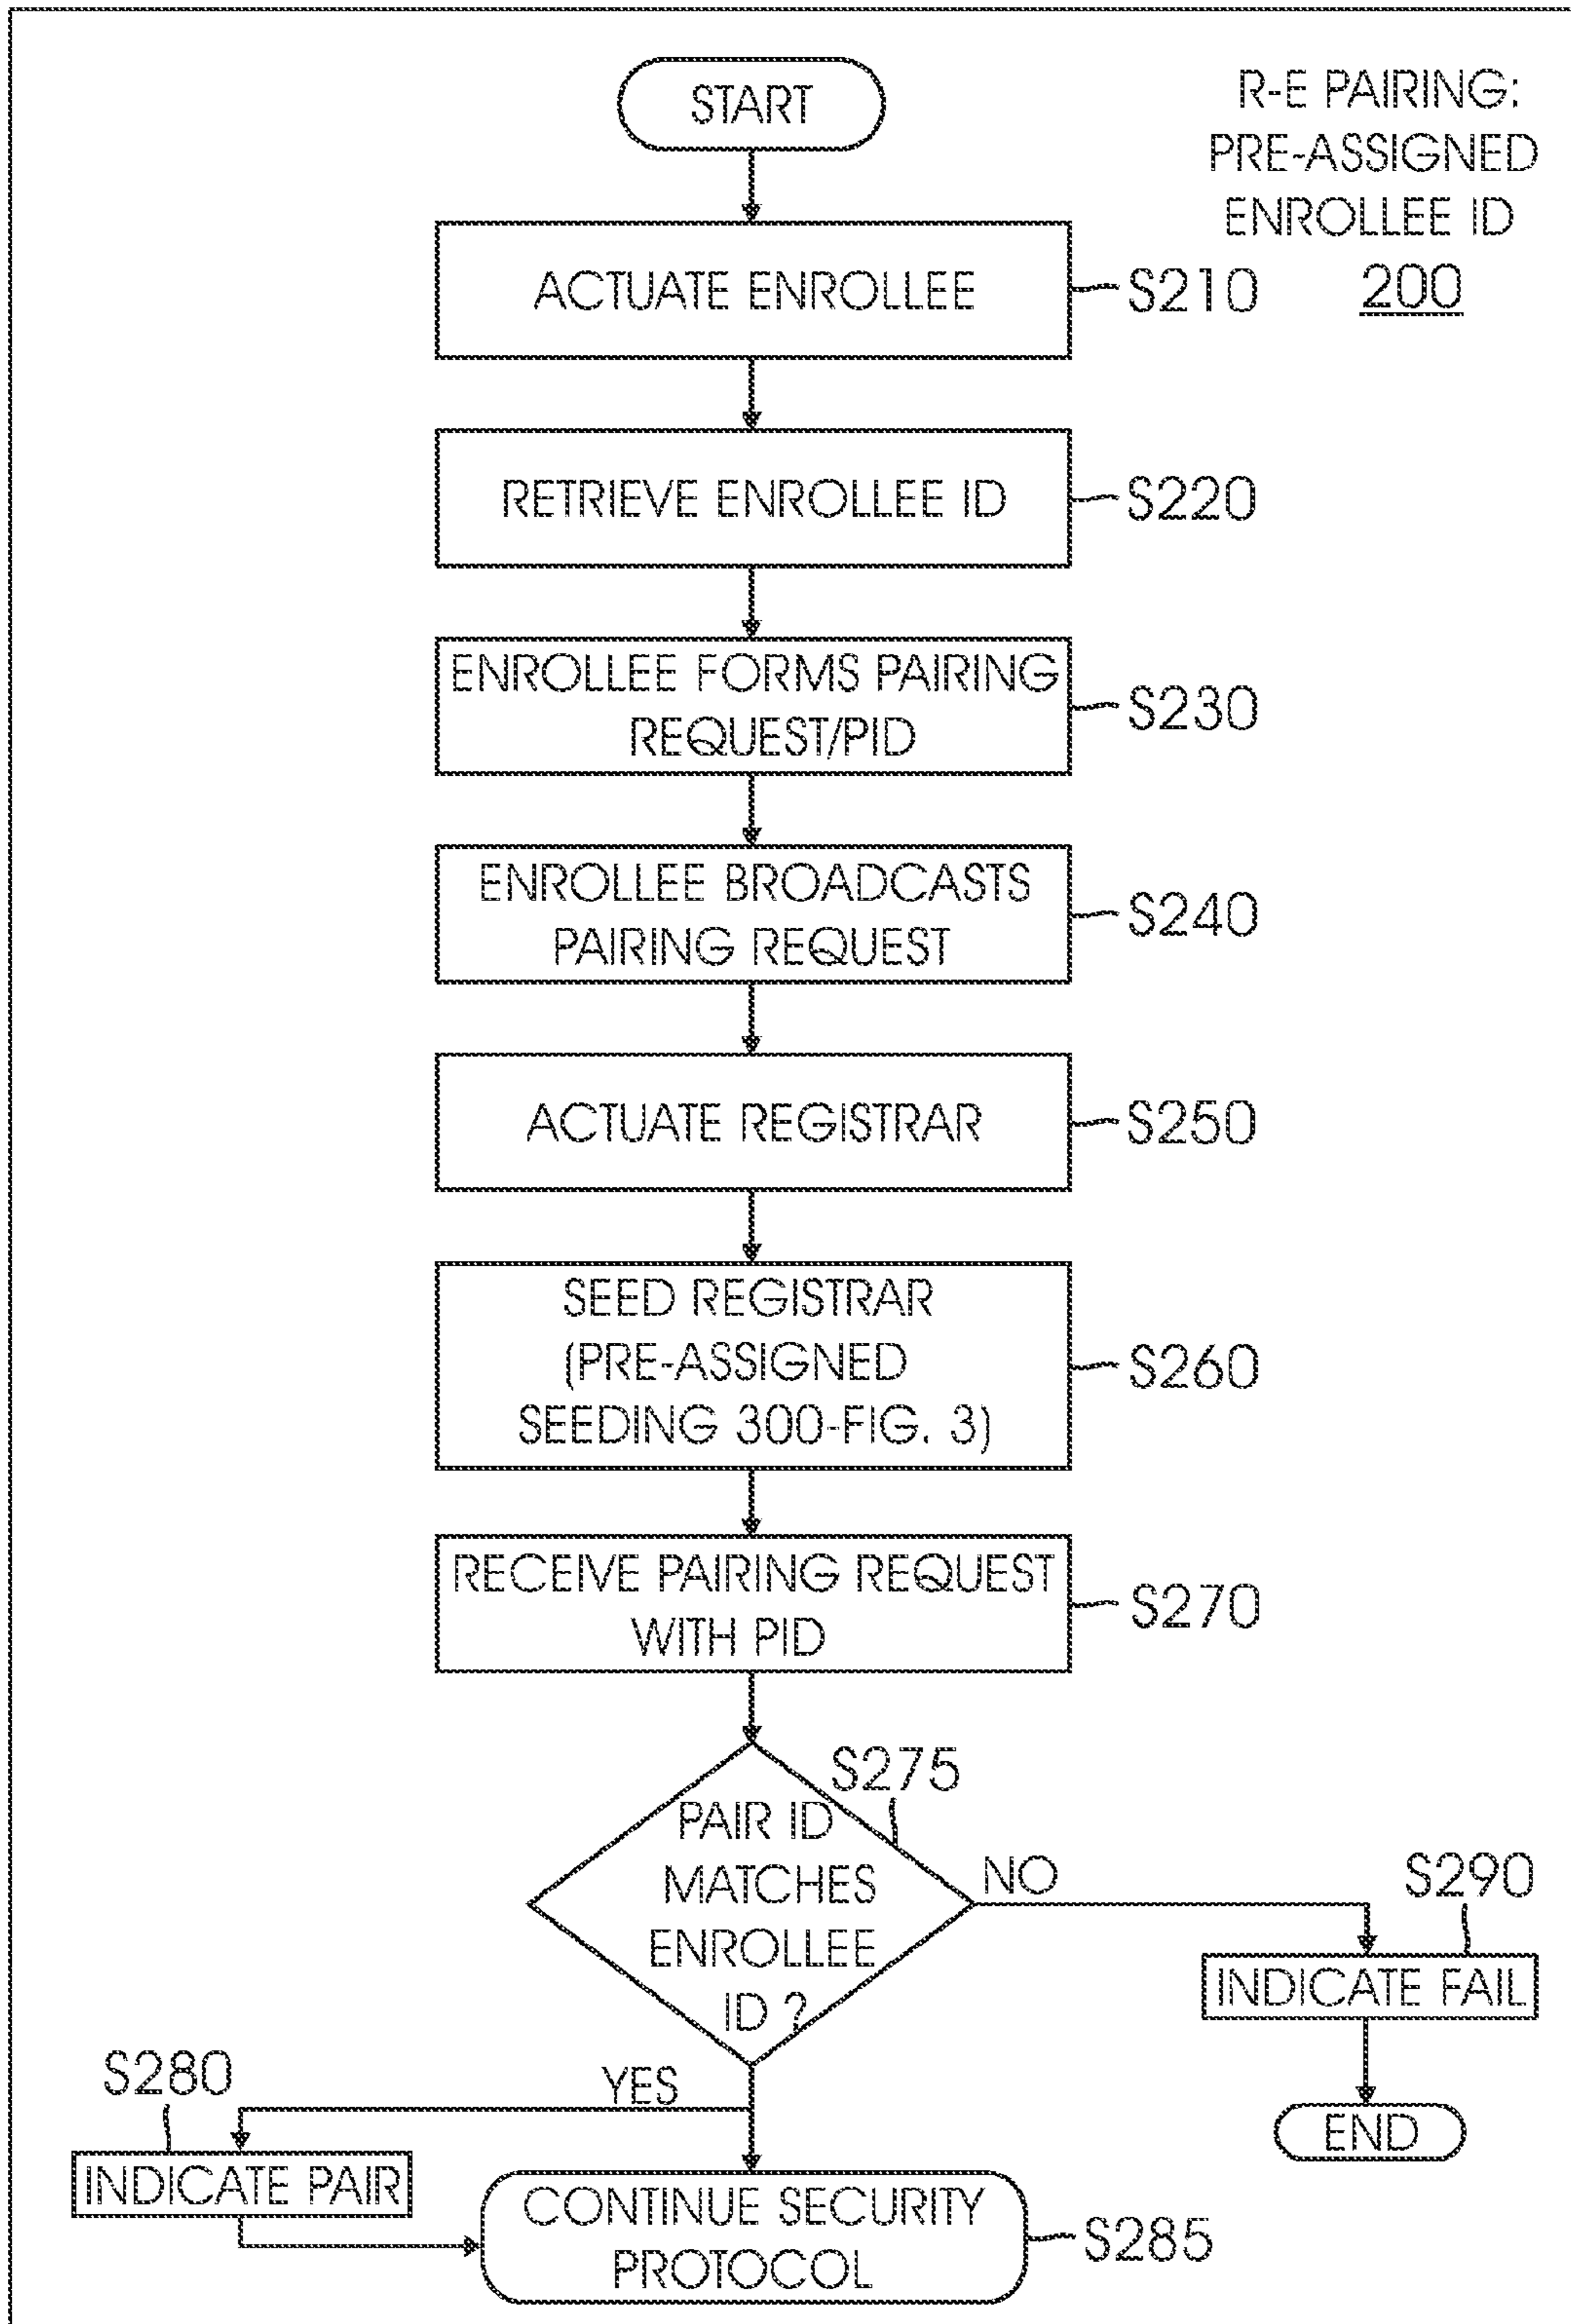 START
R-E PAIRING:
PRE-ASSIGNED
ENROLLEE ID
200
ACTUATE ENROLLEE
S210
RETRIEVE ENROLLEE ID
S220
ENROLLEE FORMS PAIRING
REQUEST/PID
S230
ENROLLEE BROADCASTS
PAIRING REQUEST
S240
ACTUATE REGISTRAR
S250
SEED REGISTRAR
(PRE-ASSIGNED
SEEDING 300-FIG. 3)
S260
RECEIVE PAIRING REQUEST
WITH PID
S270
S275
PAIR ID
MATCHES
ENROLLEE
ID ?
NO
S290
INDICATE FAIL
END
YES
S280
INDICATE PAIR
CONTINUE SECURITY
PROTOCOL
S285